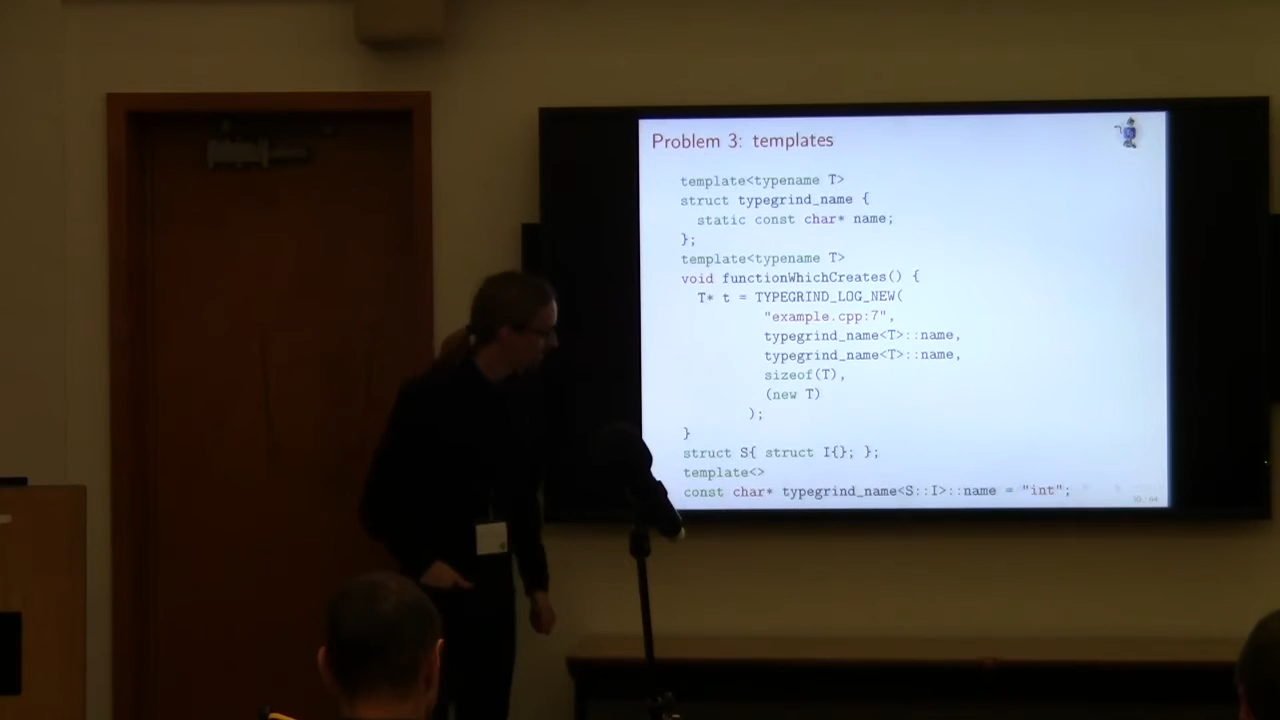 Problem 3: templates
template<typename T>
struct typegrind_name {
static const char* name;
};
template<typename T>
void functionWhichCreates() {
T* t = TYPEGRIND_LOG_NEW(
"example.cpp:7",
typegrind_name<T>::name,
typegrind_name<T>::name,
sizeof(T),
(new T)
);
}
struct S{ struct I{}; };
template<>
const char* typegrind_name<S::I>::name = "int";